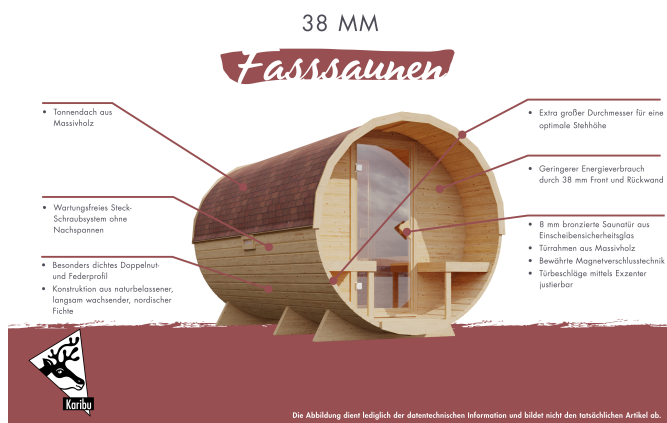 38 MM
Fasssaunen
Tonnendach aus
Massivholz
Wartungsfreies Steck-
Schraubsystem ohne
Nachspannen
Besonders dichtes Doppelnut-
und Federprofil
Konstruktion aus naturbelassener,
langsam wachsender, nordischer
Fichte
Extra großer Durchmesser für eine
optimale Stehhöhe
Geringerer Energieverbrauch
durch 38 mm Front und Rückwand
8 mm bronzierte Saunatür aus
Einscheibensicherheitsglas
Türrahmen aus Massivholz
Bewährte Magnetverschlusstechnik
Türbeschläge mittels Exzenter
justierbar
Karibu
Die Abbildung dient lediglich der datentechnischen Information und bildet nicht den tatsächlichen Artikel ab.